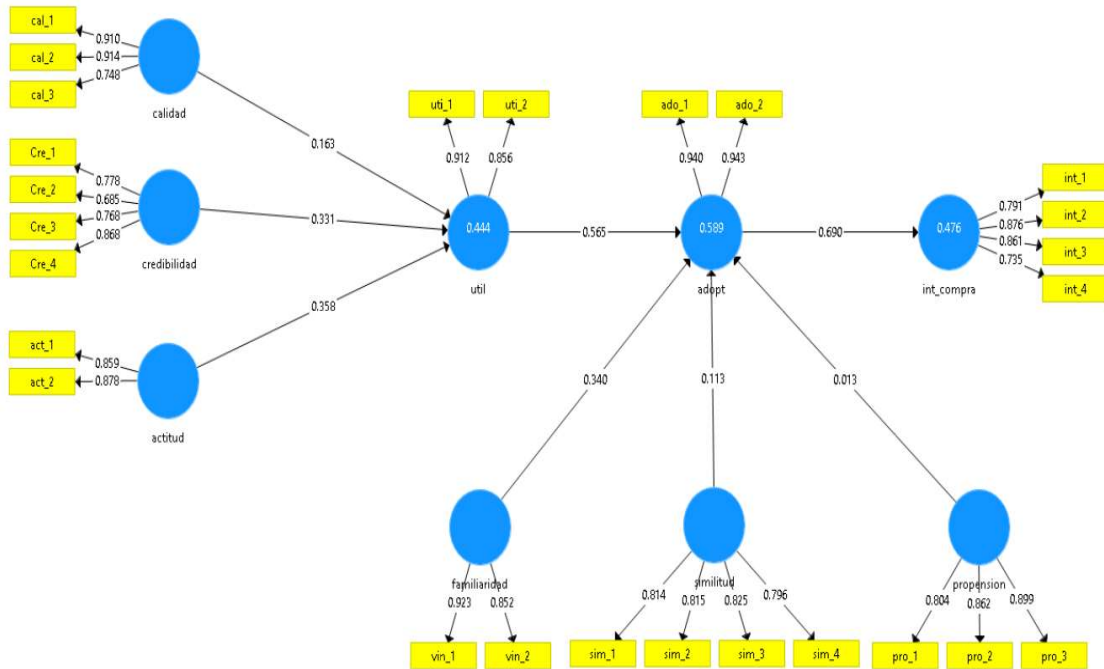 cal_1
0.910
cal_2
0.914
cal_3
0.748
calidad
0.163
Cre_1
0.778
Cre_2
0.685
Cre_3
0.768
Cre_4
0.868
credibilidad
0.331
act_1
0.859
act_2
0.878
actitud
0.358
uti_1
uti_2
0.912
0.856
0.444
util
0.565
ado_1
ado_2
0.940
0.943
0.589
adopt
0.690
0.476
int_compra
int_1
0.791
int_2
0.876
int_3
0.861
int_4
0.735
0.340
0.113
0.013
familiaridad
0.923
0.852
vin_1
vin_2
similitud
0.814
0.815
0.825
0.796
sim_1
sim_2
sim_3
sim_4
propension
0.804
0.862
0.899
pro_1
pro_2
pro_3